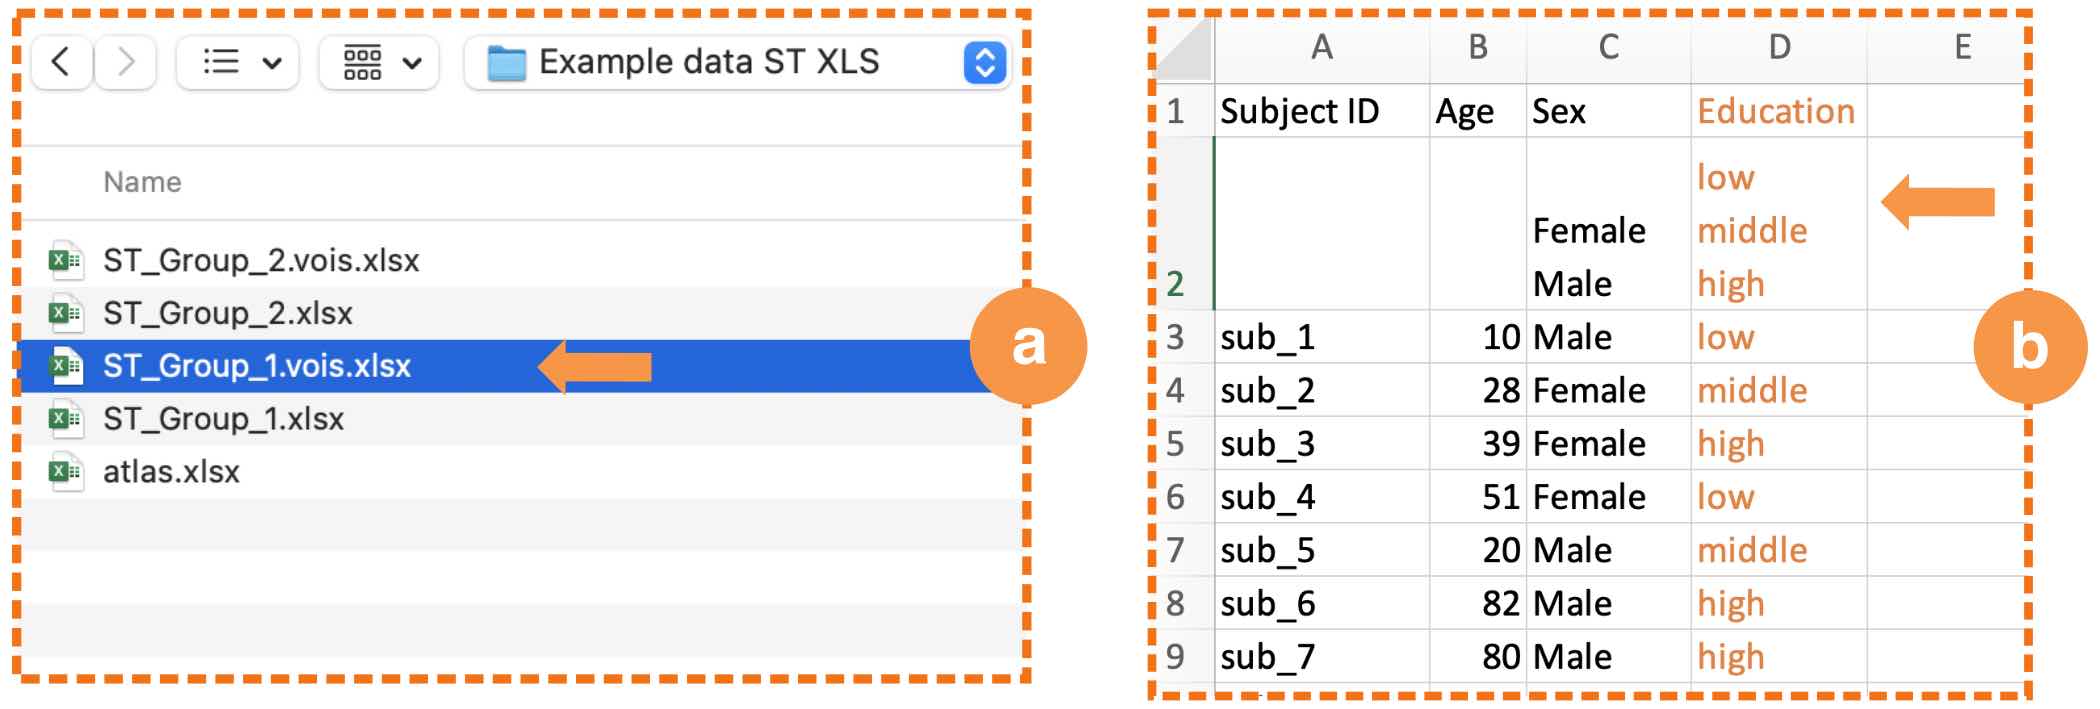 Example data ST XLS
Name
ST_Group_2.vois.xlsx
ST_Group_2.xlsx
ST_Group_1.vois.xlsx
ST_Group_1.xlsx
atlas.xlsx
a
A B C D E
1 Subject ID Age Sex Education
low
Female middle
2 Male high
3 sub_1 10 Male low
4 sub_2 28 Female middle
5 sub_3 39 Female high
6 sub_4 51 Female low
7 sub_5 20 Male middle
8 sub_6 82 Male high
9 sub_7 80 Male high
b